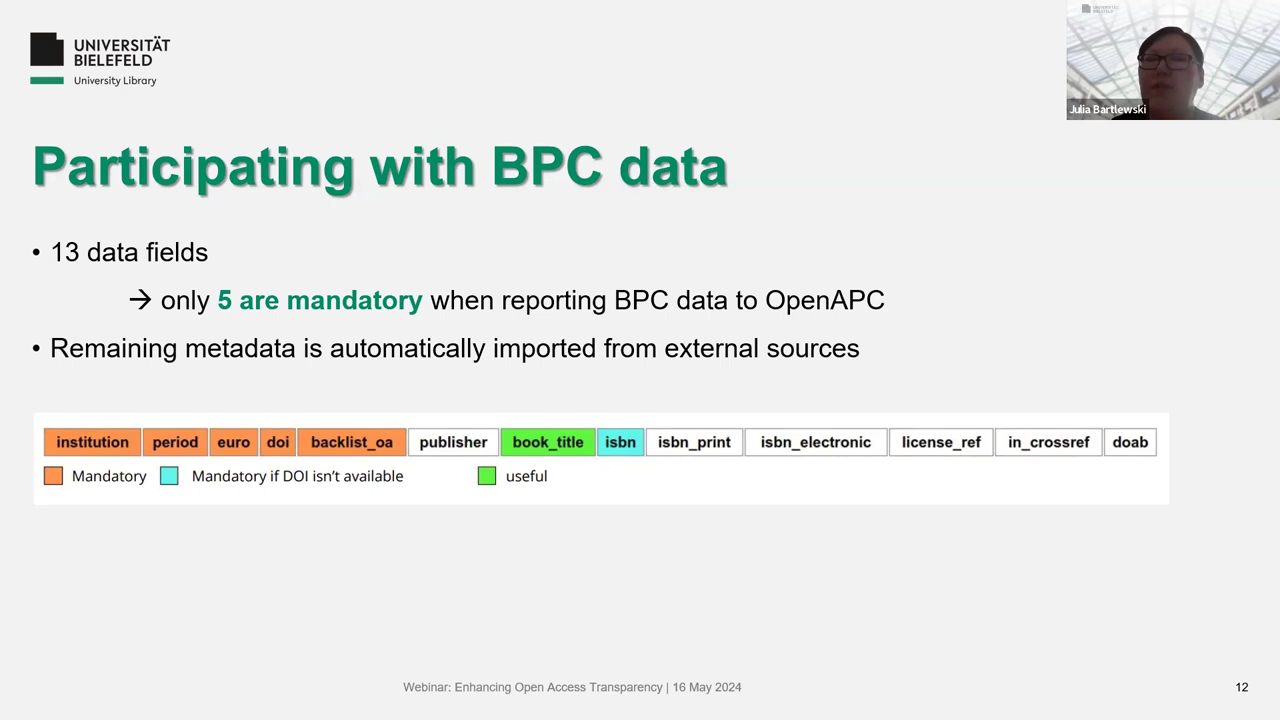 UNIVERSITÄT
BIELEFELD
University Library
Julia Bartlewski
Participating with BPC data
• 13 data fields
→ only 5 are mandatory when reporting BPC data to OpenAPC
• Remaining metadata is automatically imported from external sources
institution period euro doi backlist_oa publisher book_title isbn isbn_print isbn_electronic license_ref in_crossref doab
Mandatory Mandatory if DOI isn’t available useful
Webinar: Enhancing Open Access Transparency | 16 May 2024
12